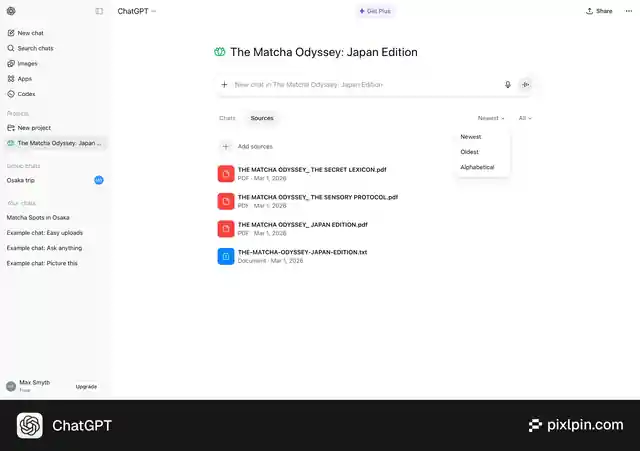 ChatGPT
Get Plus
Share
New chat
Search chats
Images
Apps
Codex
Projects
New project
The Matcha Odyssey: Japan ...
Group chats
Osaka trip
Your chats
Matcha Spots in Osaka
Example chat: Easy uploads
Example chat: Ask anything
Example chat: Picture this
Max Smyth
Free
Upgrade
The Matcha Odyssey: Japan Edition
New chat in The Matcha Odyssey: Japan Edition
Chats
Sources
Newest
All
Newest
Oldest
Alphabetical
Add sources
THE MATCHA ODYSSEY_ THE SECRET LEXICON.pdf
PDF · Mar 1, 2026
THE MATCHA ODYSSEY_ THE SENSORY PROTOCOL.pdf
PDF · Mar 1, 2026
THE MATCHA ODYSSEY_ JAPAN EDITION.pdf
PDF · Mar 1, 2026
THE-MATCHA-ODYSSEY-JAPAN-EDITION.txt
Document · Mar 1, 2026
ChatGPT
pixlpin.com